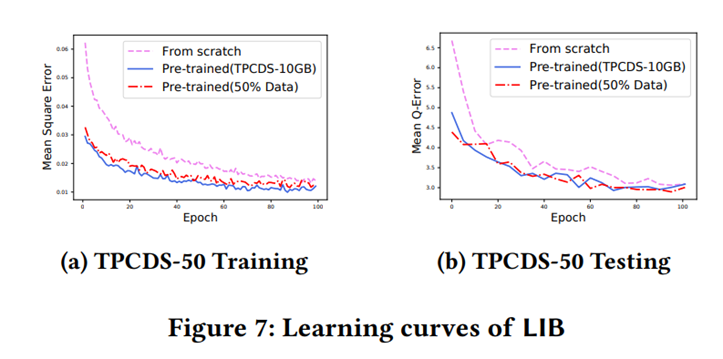 0.06
0.05
0.04
0.03
0.02
0.01
Mean Square Error
From scratch
Pre-trained(TPCDS-10GB)
Pre-trained(50% Data)
0 20 40 60 80 100
Epoch
(a) TPCDS-50 Training
6.5
6.0
5.5
5.0
4.5
4.0
3.5
3.0
Mean Q-Error
From scratch
Pre-trained(TPCDS-10GB)
Pre-trained(50% Data)
0 20 40 60 80 100
Epoch
(b) TPCDS-50 Testing
Figure 7: Learning curves of LIB